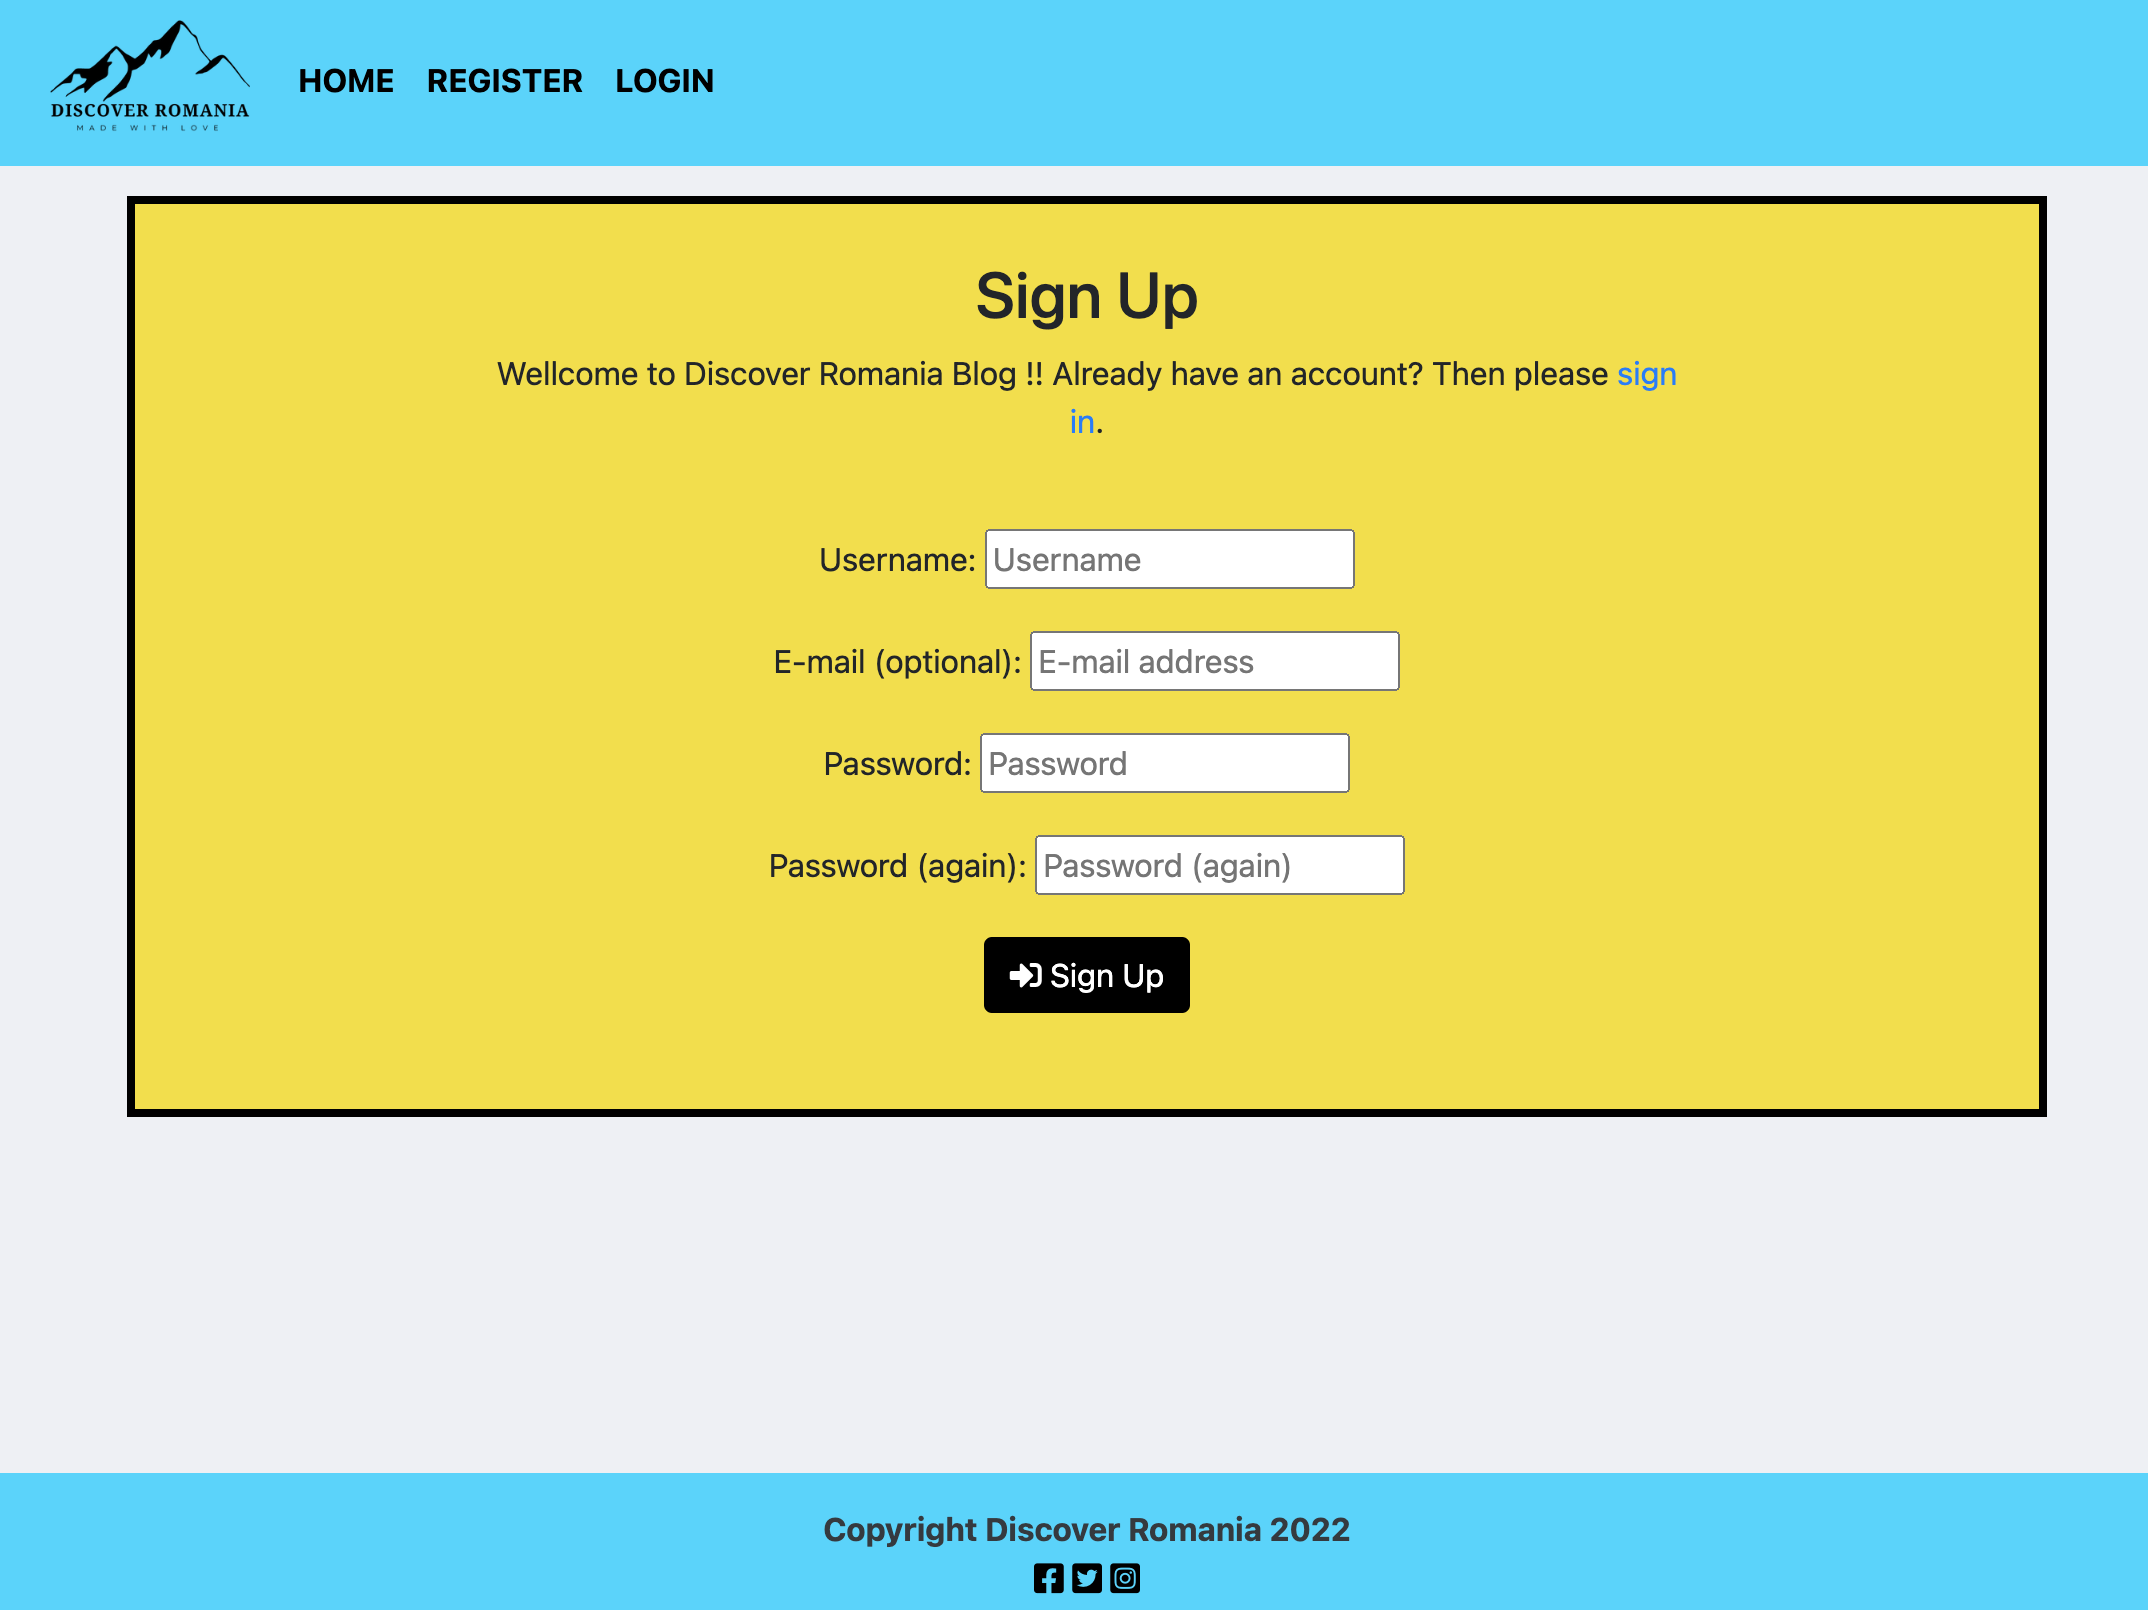 DISCOVER ROMANIA
MADE WITH LOVE
HOME REGISTER LOGIN
Sign Up
Wellcome to Discover Romania Blog !! Already have an account? Then please sign
in.
Username: Username
E-mail (optional): E-mail address
Password: Password
Password (again): Password (again)
Sign Up
Copyright Discover Romania 2022